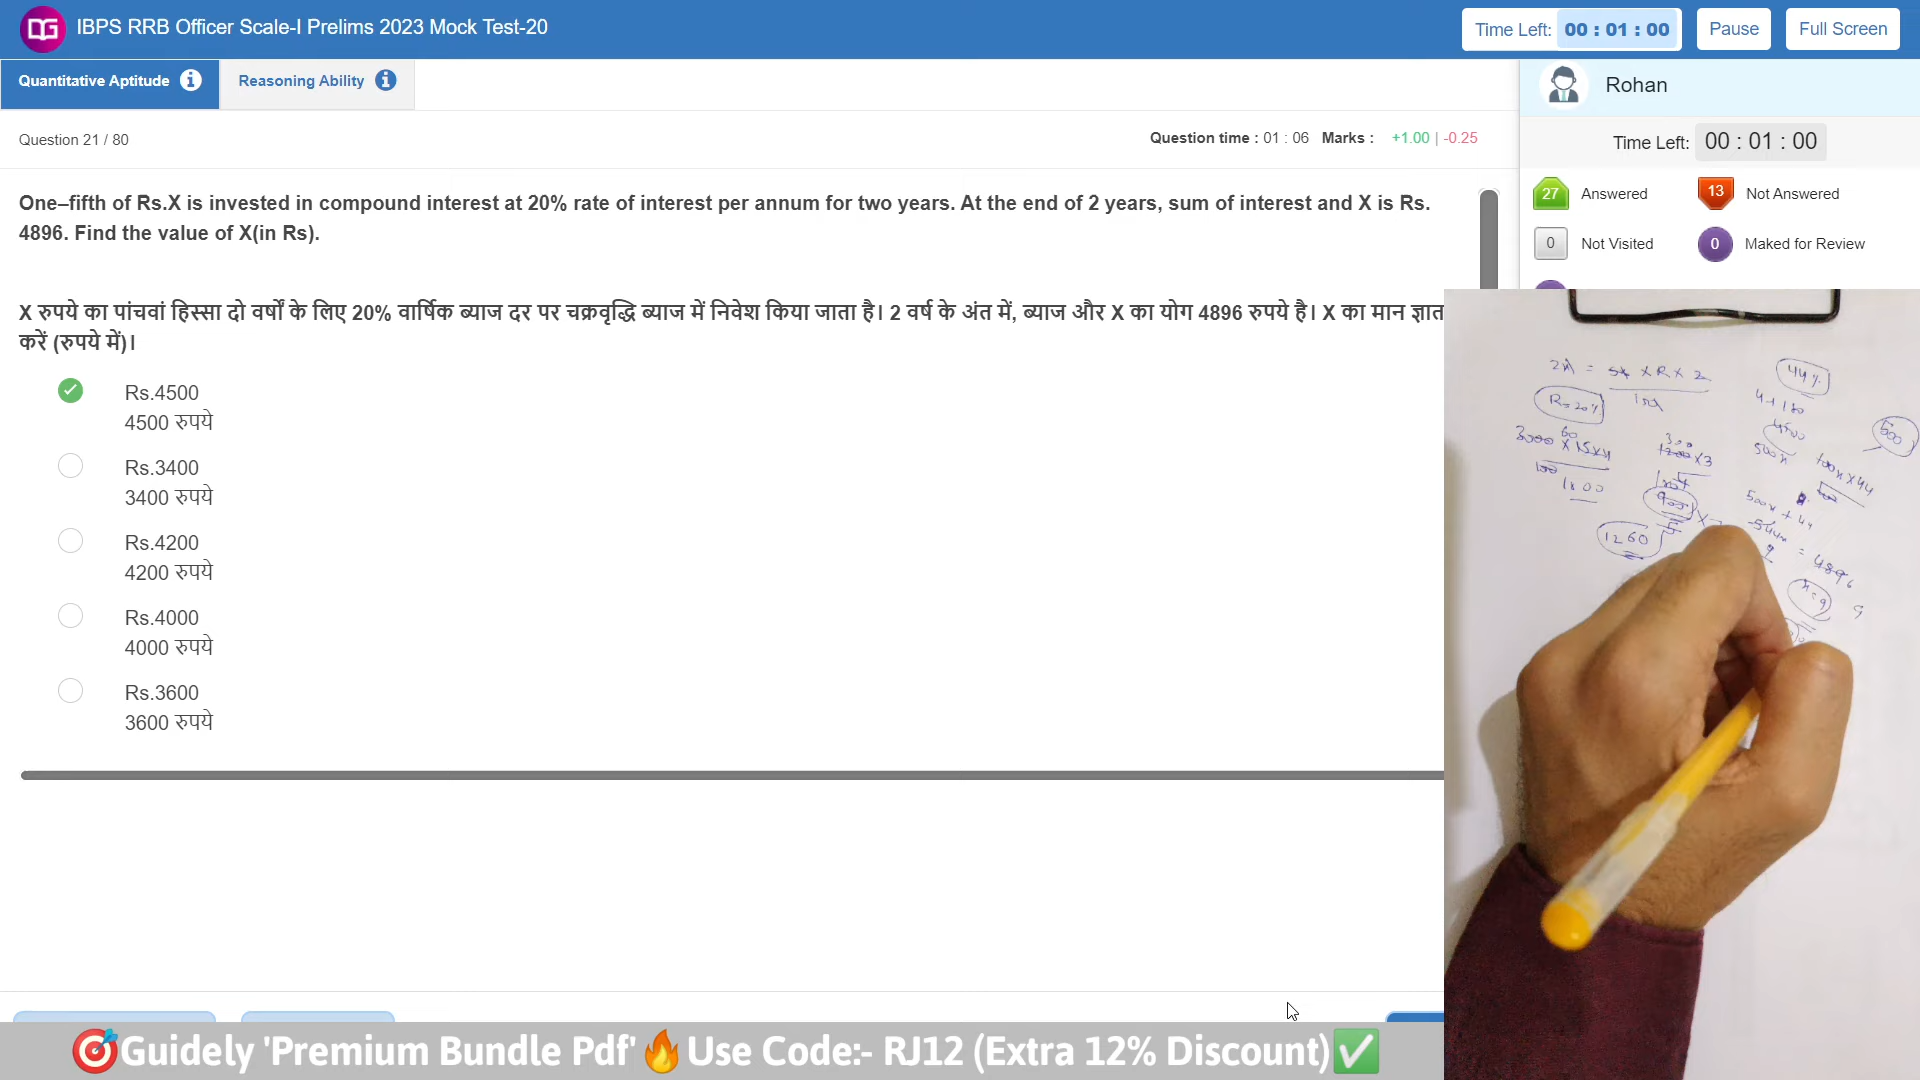 DG IBPS RRB Officer Scale-I Prelims 2023 Mock Test-20
Time Left: 00 : 01 : 00
Pause
Full Screen
Quantitative Aptitude i
Reasoning Ability i
Rohan
Question 21 / 80
Question time : 01 : 06 Marks : +1.00 | -0.25
Time Left: 00 : 01 : 00
27 Answered
13 Not Answered
0 Not Visited
0 Maked for Review
One–fifth of Rs.X is invested in compound interest at 20% rate of interest per annum for two years. At the end of 2 years, sum of interest and X is Rs.
4896. Find the value of X(in Rs).
X रुपये का पांचवां हिस्सा दो वर्षों के लिए 20% वार्षिक ब्याज दर पर चक्रवृद्धि ब्याज में निवेश किया जाता है। 2 वर्ष के अंत में, ब्याज और X का योग 4896 रुपये है। X का मान ज्ञात
करें (रुपये में)।
Rs.4500
4500 रुपये
Rs.3400
3400 रुपये
Rs.4200
4200 रुपये
Rs.4000
4000 रुपये
Rs.3600
3600 रुपये
44%
500
1260
= 4896
Guidely 'Premium Bundle Pdf' Use Code:- RJ12 (Extra 12% Discount)